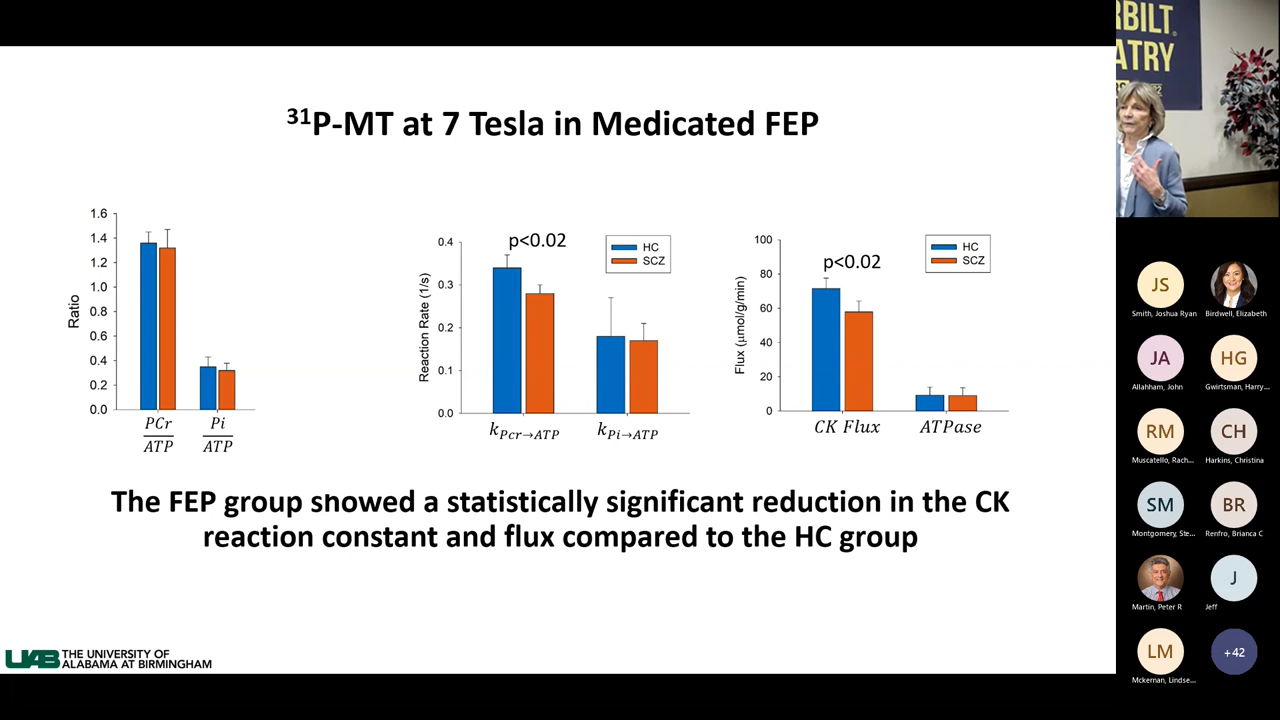 ³¹P-MT at 7 Tesla in Medicated FEP
1.6
1.4
1.2
1.0
0.8
0.6
0.4
0.2
0.0
Ratio
PCr
ATP
Pi
ATP
0.4
0.3
0.2
0.1
0.0
Reaction Rate (1/s)
p<0.02
HC
SCZ
kPcr→ATP
kPi→ATP
100
80
60
40
20
0
Flux (µmol/g/min)
p<0.02
HC
SCZ
CK Flux
ATPase
The FEP group showed a statistically significant reduction in the CK
reaction constant and flux compared to the HC group
UAB THE UNIVERSITY OF
ALABAMA AT BIRMINGHAM
RBILT
ATRY
JS
Smith, Joshua Ryan
Birdwell, Elizabeth
JA
Allahham, John
HG
Gwirtsman, Harry...
RM
Muscatello, Rach...
CH
Harkins, Christina
SM
Montgomery, Ste...
BR
Renfro, Brianca C
Martin, Peter R
J
Jeff
LM
Mckernan, Lindse...
+42